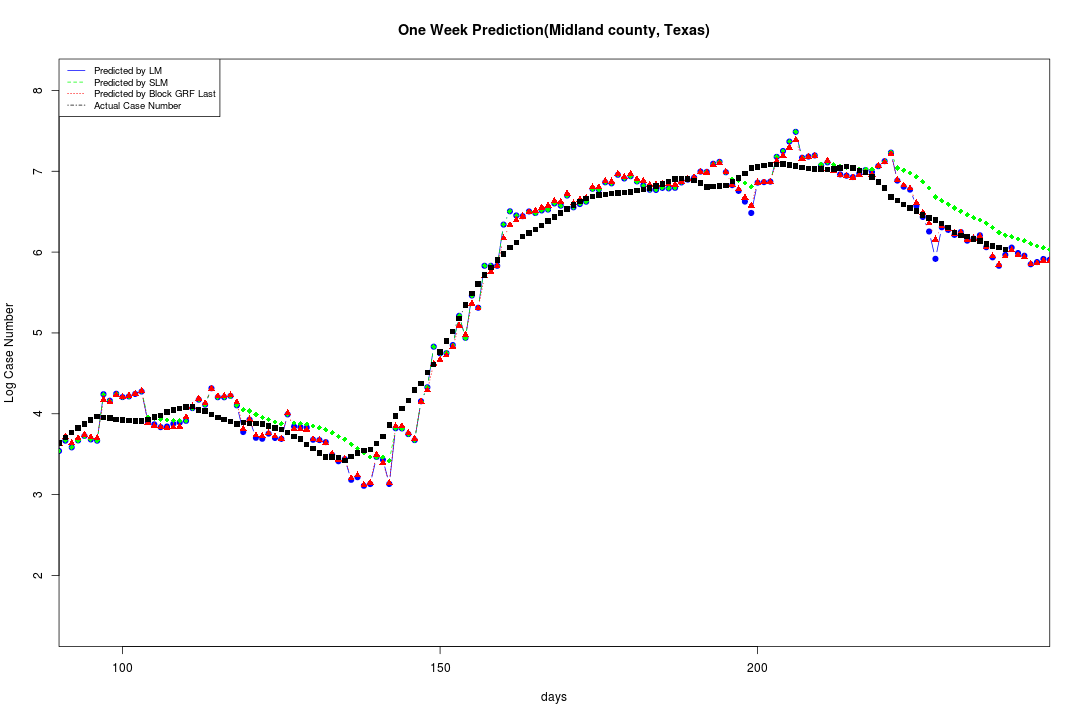 One Week Prediction(Midland county, Texas)
Predicted by LM
Predicted by SLM
Predicted by Block GRF Last
Actual Case Number
8
7
6
5
4
3
2
Log Case Number
100 150 200
days